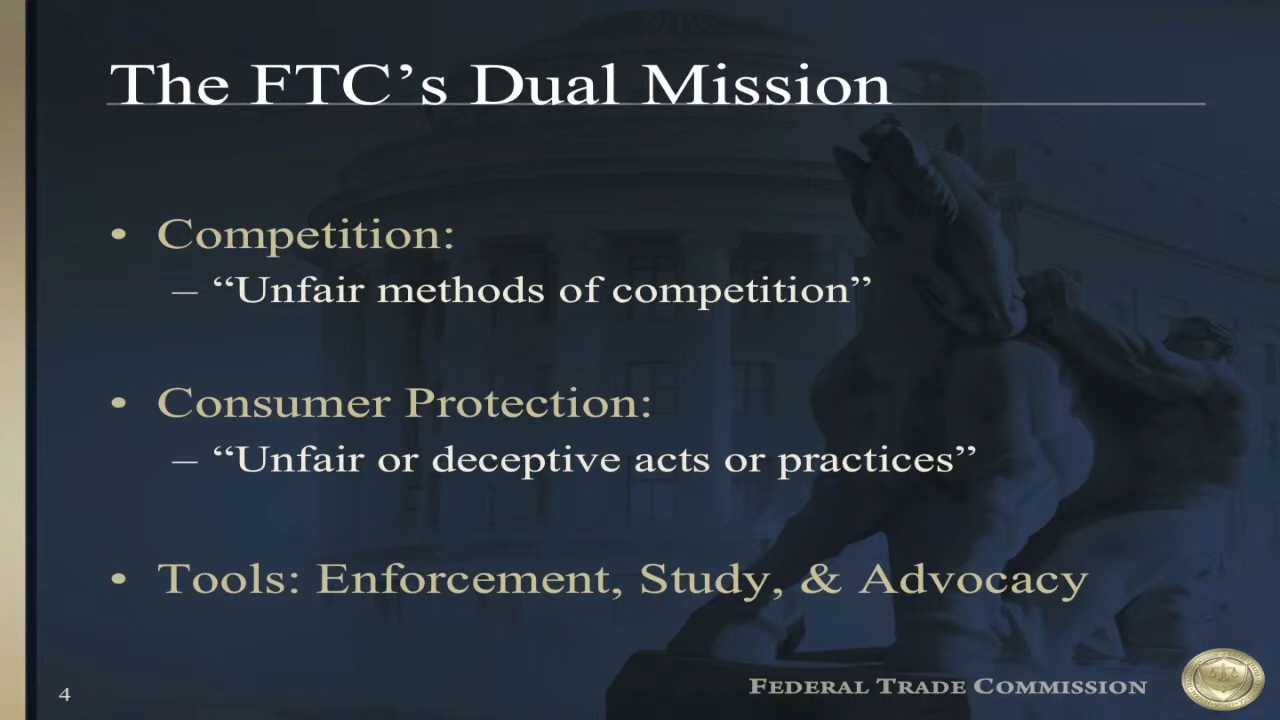 The FTC’s Dual Mission
• Competition:
– “Unfair methods of competition”
• Consumer Protection:
– “Unfair or deceptive acts or practices”
• Tools: Enforcement, Study, & Advocacy
4
FEDERAL TRADE COMMISSION